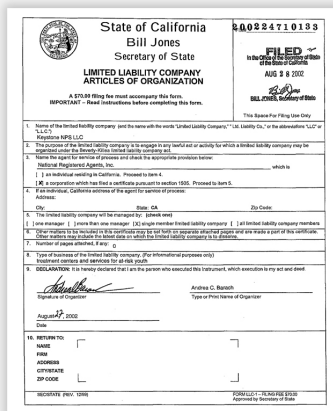 State of California
Bill Jones
Secretary of State
200224710133
LIMITED LIABILITY COMPANY
ARTICLES OF ORGANIZATION
A $70.00 filing fee must accompany this form.
IMPORTANT – Read instructions before completing this form.
FILED
In the Office of the Secretary of State
of the State of California
AUG 28 2002
BILL JONES, Secretary of State
This Space For Filing Use Only
1. Name of the limited liability company (end the name with the words "Limited Liability Company," "Ltd. Liability Co.," or the abbreviations "LLC" or
"L.L.C.")
Keystone NPS LLC
2. The purpose of the limited liability company is to engage in any lawful act or activity for which a limited liability company may be
organized under the Beverly-Killea limited liability company act.
3. Name the agent for service of process and check the appropriate provision below:
National Registered Agents, Inc. which is
[ ] an individual residing in California. Proceed to item 4.
[X] a corporation which has filed a certificate pursuant to section 1505. Proceed to item 5.
4. If an individual, California address of the agent for service of process:
Address:
City: State: CA Zip Code:
5. The limited liability company will be managed by: (check one)
[ ] one manager [ ] more than one manager [X] single member limited liability company [ ] all limited liability company members
6. Other matters to be included in this certificate may be set forth on separate attached pages and are made a part of this certificate.
Other matters may include the latest date on which the limited liability company is to dissolve.
7. Number of pages attached, if any: 0
8. Type of business of the limited liability company. (For informational purposes only)
treatment centers and services for at-risk youth
9. DECLARATION: It is hereby declared that I am the person who executed this instrument, which execution is my act and deed.
Andrea C. Barach
Signature of Organizer Type or Print Name of Organizer
August 27, 2002
Date
10. RETURN TO:
NAME
FIRM
ADDRESS
CITY/STATE
ZIP CODE
SEC/STATE (REV. 12/99) FORM LLC-1 – FILING FEE $70.00
Approved by Secretary of State